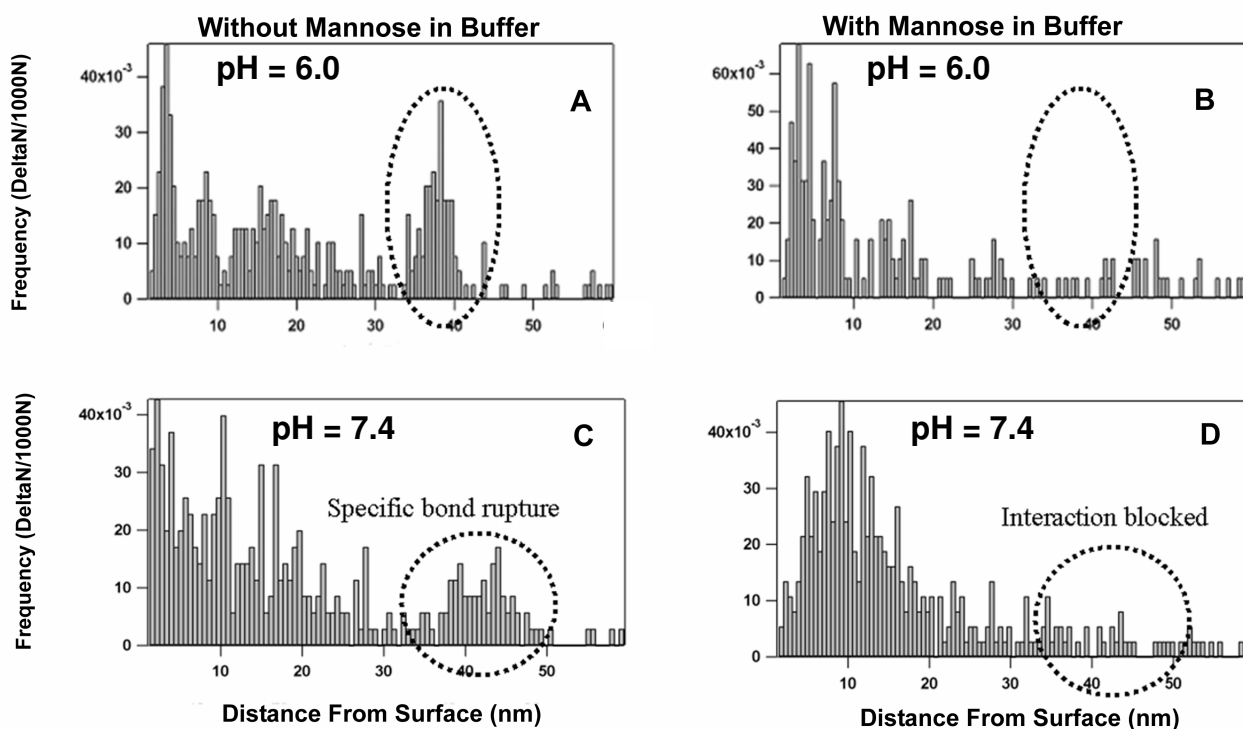 Without Mannose in Buffer
With Mannose in Buffer
Frequency (DeltaN/1000N)
40x10⁻³
30
20
10
0
pH = 6.0
A
10 20 30 40 50
60x10⁻³
50
40
30
20
10
0
pH = 6.0
B
10 20 30 40 50
Frequency (DeltaN/1000N)
40x10⁻³
30
20
10
0
pH = 7.4
C
Specific bond rupture
10 20 30 40 50
Distance From Surface (nm)
40x10⁻³
30
20
10
0
pH = 7.4
D
Interaction blocked
10 20 30 40 50
Distance From Surface (nm)